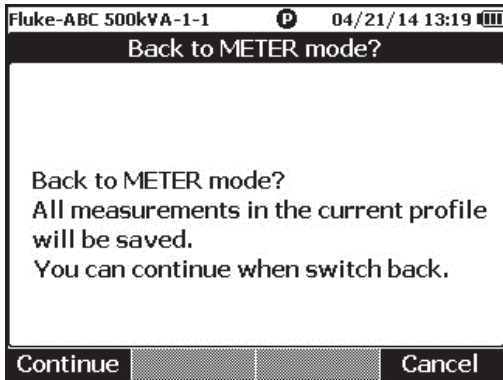 Fluke-ABC 500kVA-1-1 P 04/21/14 13:19
Back to METER mode?
Back to METER mode?
All measurements in the current profile
will be saved.
You can continue when switch back.
Continue Cancel